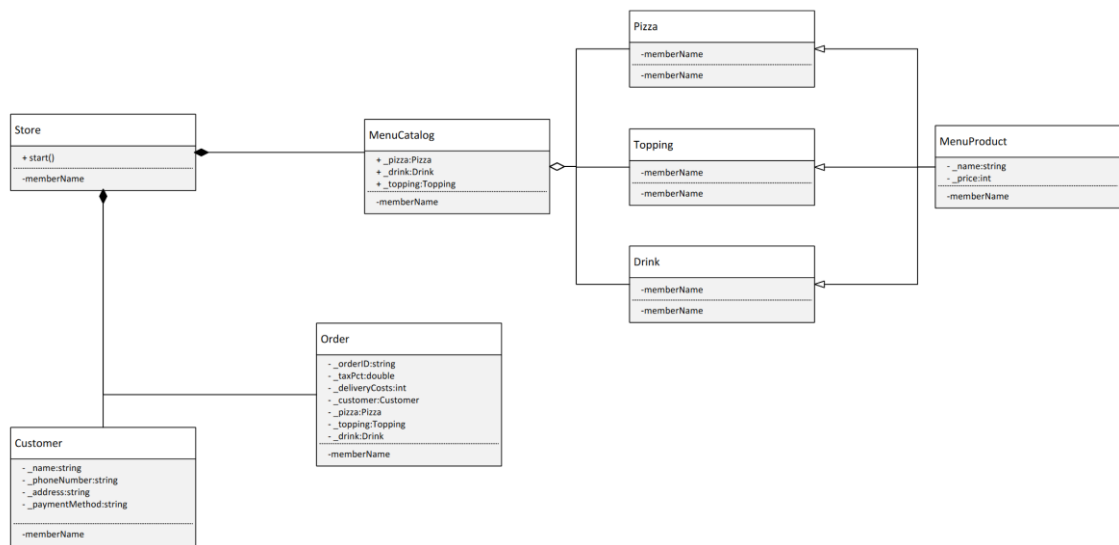 Store
+ start()
-memberName
MenuCatalog
+ _pizza:Pizza
+ _drink:Drink
+ _topping:Topping
-memberName
Pizza
-memberName
-memberName
Topping
-memberName
-memberName
Drink
-memberName
-memberName
MenuProduct
- _name:string
- _price:int
-memberName
Order
- _orderID:string
- _taxPct:double
- _deliveryCosts:int
- _customer:Customer
- _pizza:Pizza
- _topping:Topping
- _drink:Drink
-memberName
Customer
- _name:string
- _phoneNumber:string
- _address:string
- _paymentMethod:string
-memberName